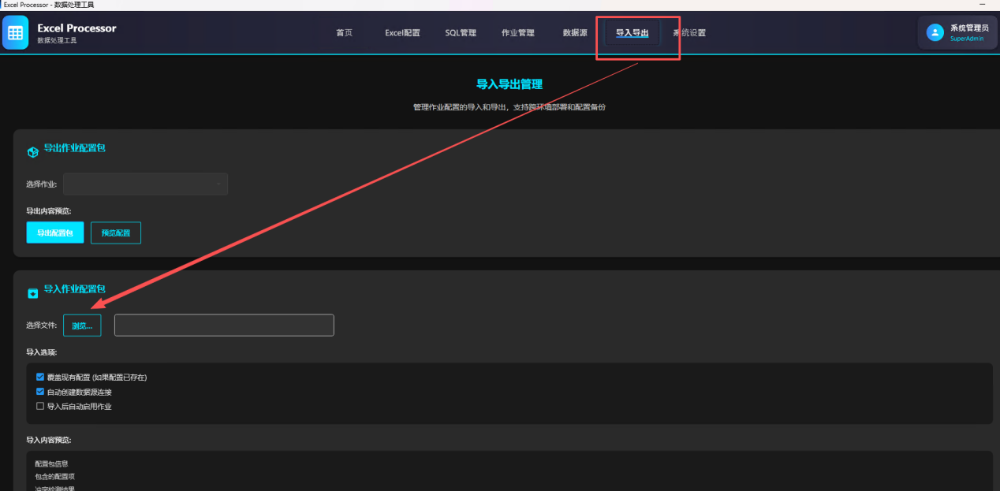 Excel Processor - 数据处理工具
Excel Processor
数据处理工具
首页 Excel配置 SQL管理 作业管理 数据源 导入导出 系统设置
系统管理员
SuperAdmin
导入导出管理
管理作业配置的导入和导出，支持跨环境部署和配置备份
导出作业配置包
选择作业:
导出内容预览:
导出配置包 预览配置
导入作业配置包
选择文件: 浏览...
导入选项:
覆盖现有配置 (如果配置已存在)
自动创建数据源连接
导入后自动启用作业
导入内容预览:
配置包信息
包含的配置项
冲突检测结果